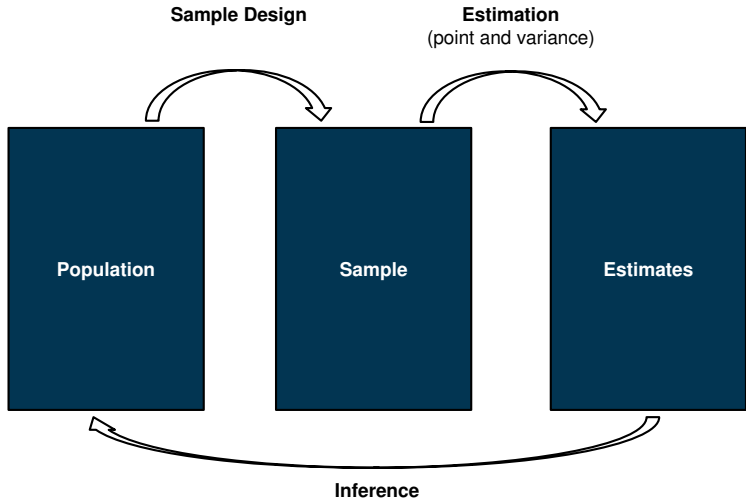 Sample Design
Estimation
(point and variance)
Population
Sample
Estimates
Inference